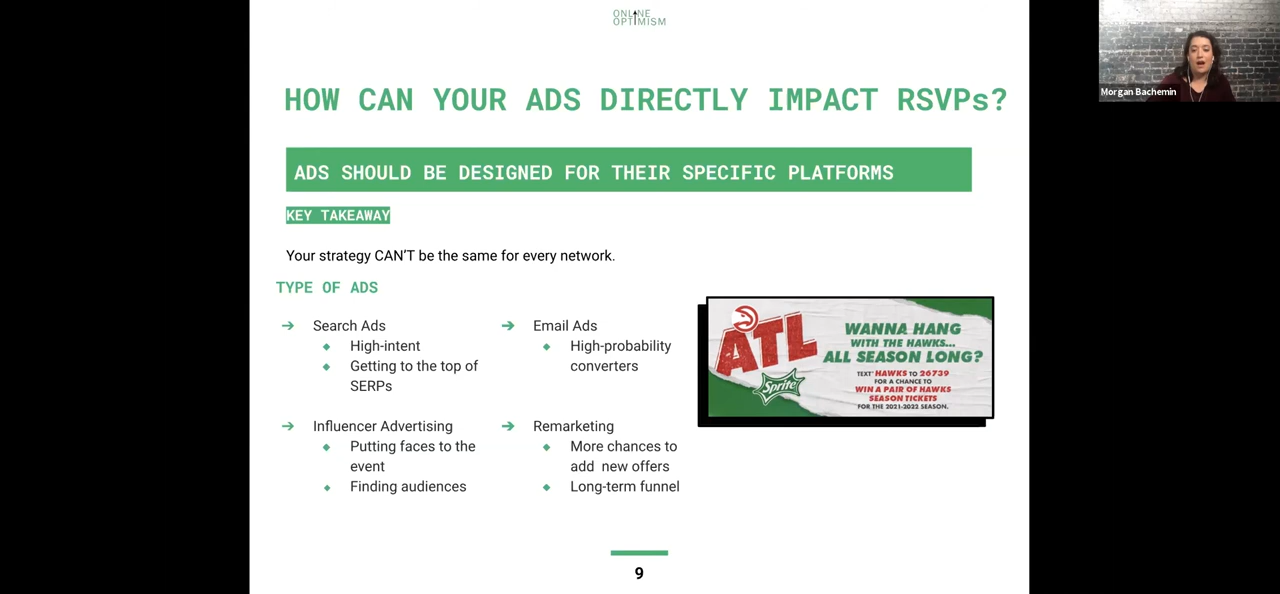 ONLINE
OPTIMISM
Morgan Bachemin
HOW CAN YOUR ADS DIRECTLY IMPACT RSVPs?
ADS SHOULD BE DESIGNED FOR THEIR SPECIFIC PLATFORMS
KEY TAKEAWAY
Your strategy CAN'T be the same for every network.
TYPE OF ADS
Search Ads
High-intent
Getting to the top of
SERPs
Influencer Advertising
Putting faces to the
event
Finding audiences
Email Ads
High-probability
converters
Remarketing
More chances to
add new offers
Long-term funnel
ATL
Sprite
WANNA HANG
WITH THE HAWKS...
ALL SEASON LONG?
TEXT* HAWKS TO 26739
FOR A CHANCE TO
WIN A PAIR OF HAWKS
SEASON TICKETS
FOR THE 2021-2022 SEASON.
9